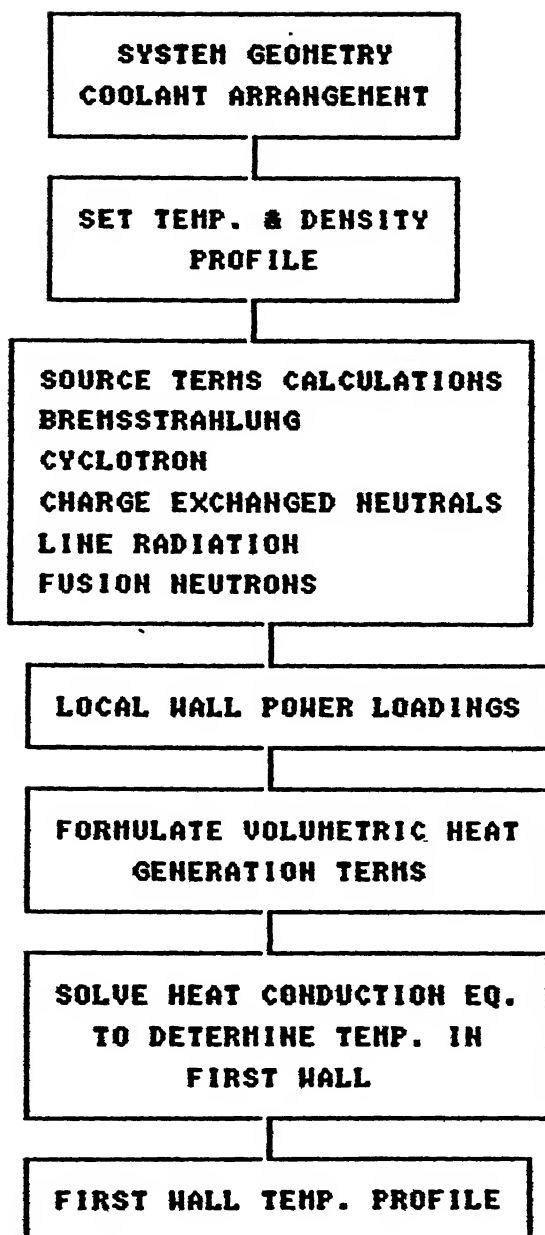 SYSTEM GEOMETRY
COOLANT ARRANGEMENT
SET TEMP. & DENSITY
PROFILE
SOURCE TERMS CALCULATIONS
BREMSSTRAHLUNG
CYCLOTRON
CHARGE EXCHANGED NEUTRALS
LINE RADIATION
FUSION NEUTRONS
LOCAL WALL POWER LOADINGS
FORMULATE VOLUMETRIC HEAT
GENERATION TERMS
SOLVE HEAT CONDUCTION EQ.
TO DETERMINE TEMP. IN
FIRST WALL
FIRST WALL TEMP. PROFILE